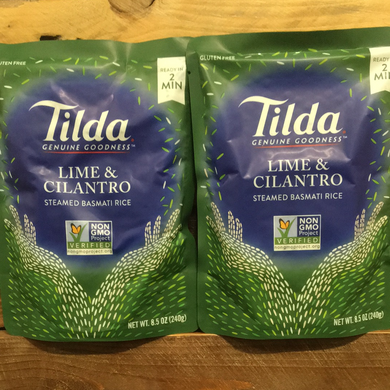 GLUTEN FREE
READY IN
2
MIN
Tilda
GENUINE GOODNESS™
LIME &
CILANTRO
STEAMED BASMATI RICE
NON
GMO
Project
VERIFIED
nongmoproject.org
NET WT. 8.5 OZ (240g)
GLUTEN FREE
READY IN
2
MIN
Tilda
GENUINE GOODNESS™
LIME &
CILANTRO
STEAMED BASMATI RICE
NON
GMO
Project
VERIFIED
nongmoproject.org
NET WT. 8.5 OZ (240g)